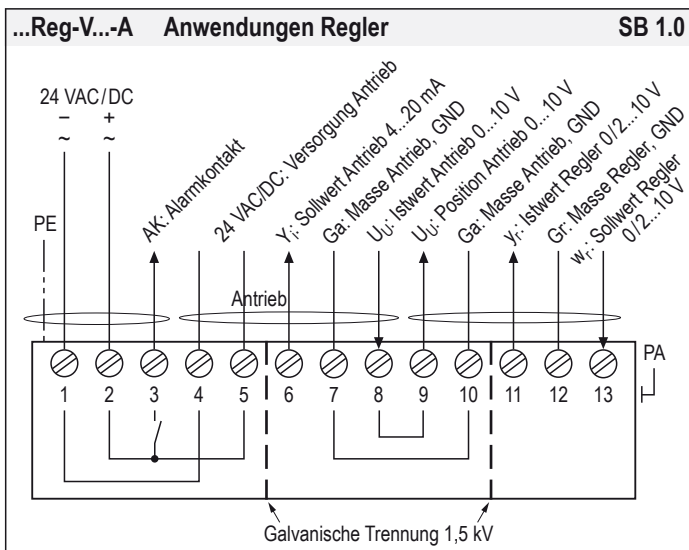 ...Reg-V...-A Anwendungen Regler SB 1.0
24 VAC/DC
– +
~ ~
PE
AK: Alarmkontakt
24 VAC/DC: Versorgung Antrieb
Yᵢ: Sollwert Antrieb 4...20 mA
Ga: Masse Antrieb, GND
U_U: Istwert Antrieb 0...10 V
U_U: Position Antrieb 0...10 V
Ga: Masse Antrieb, GND
yᵣ: Istwert Regler 0/2...10 V
Gr: Masse Regler, GND
wᵣ: Sollwert Regler
0/2...10 V
Antrieb
PA
1 2 3 4 5 6 7 8 9 10 11 12 13
Galvanische Trennung 1,5 kV